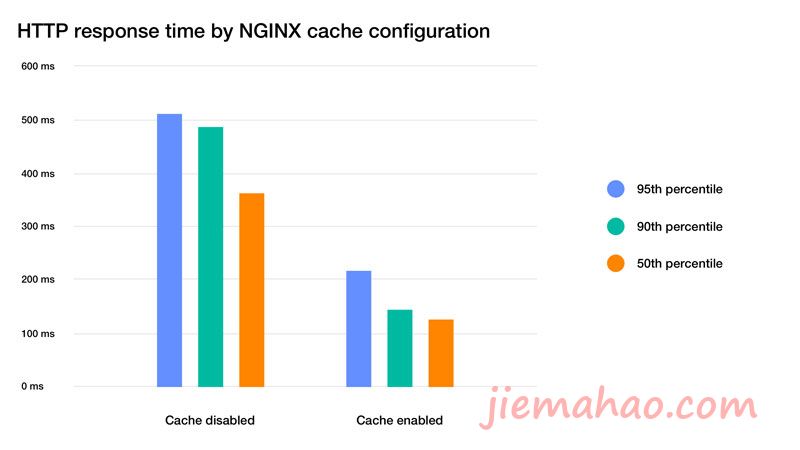 HTTP response time by NGINX cache configuration
600 ms
500 ms
400 ms
300 ms
200 ms
100 ms
0 ms
Cache disabled
Cache enabled
95th percentile
90th percentile
50th percentile
jiemahao.com